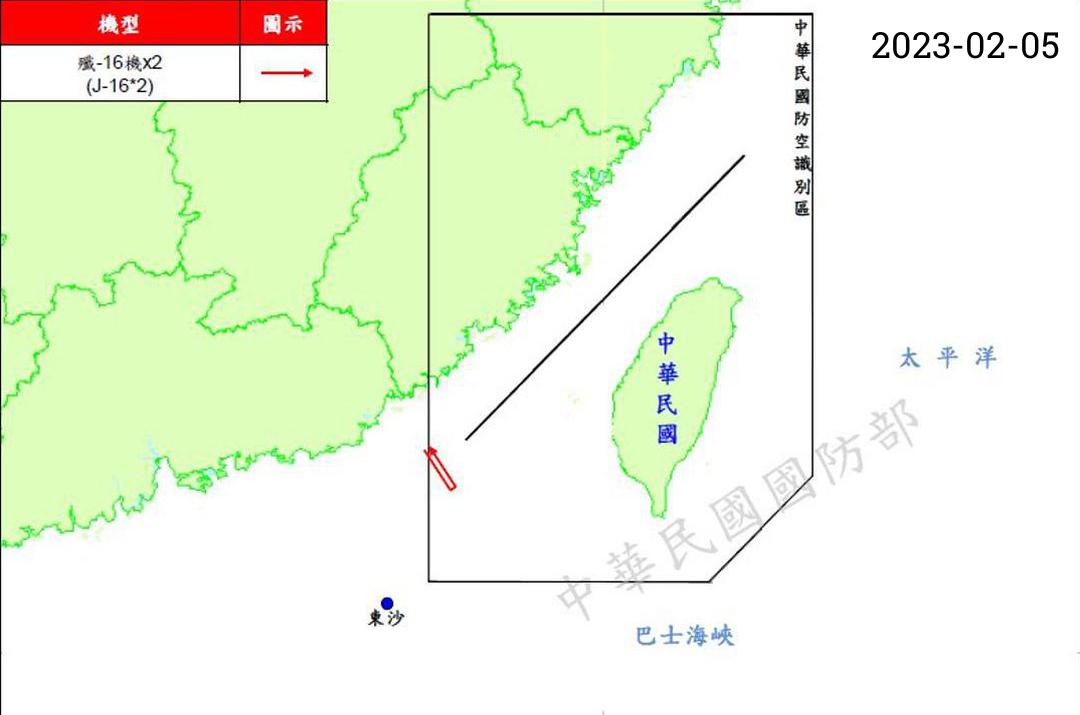 機型 圖示
殲-16機x2
(J-16*2)
2023-02-05
中華民國防空識別區
中華民國
太平洋
中華民國國防部
東沙
巴士海峽